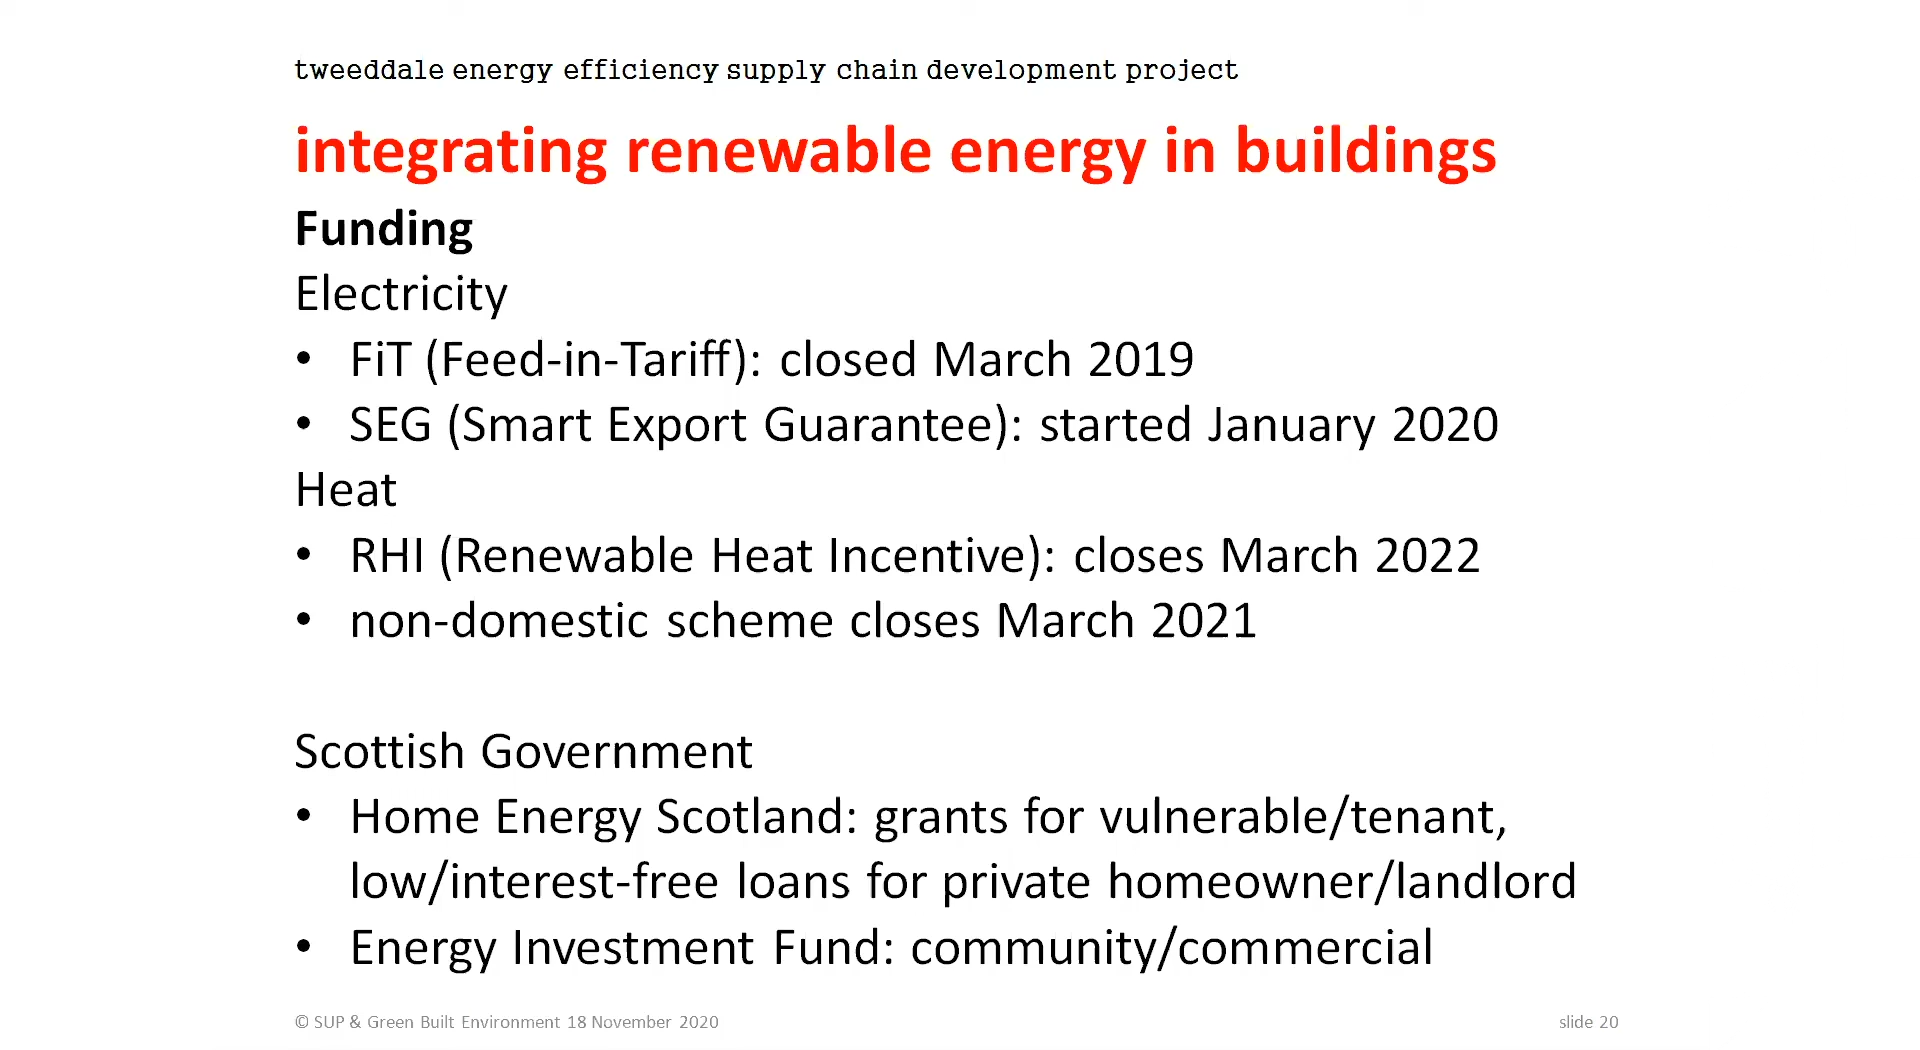 tweeddale energy efficiency supply chain development project
integrating renewable energy in buildings
Funding
Electricity
• FiT (Feed-in-Tariff): closed March 2019
• SEG (Smart Export Guarantee): started January 2020
Heat
• RHI (Renewable Heat Incentive): closes March 2022
• non-domestic scheme closes March 2021
Scottish Government
• Home Energy Scotland: grants for vulnerable/tenant,
low/interest-free loans for private homeowner/landlord
• Energy Investment Fund: community/commercial
© SUP & Green Built Environment 18 November 2020
slide 20